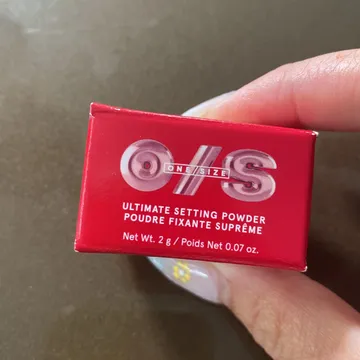 O/S
ONE/SIZE
ULTIMATE SETTING POWDER
POUDRE FIXANTE SUPRÊME
Net Wt. 2 g / Poids Net 0.07 oz.